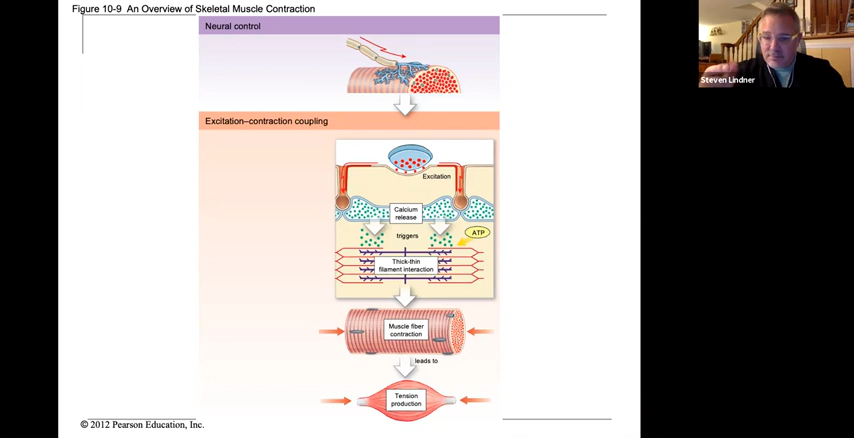 Figure 10-9  An Overview of Skeletal Muscle Contraction
Neural control
Steven Lindner
Excitation–contraction coupling
Excitation
Calcium
release
triggers
ATP
Thick-thin
filament interaction
Muscle fiber
contraction
leads to
Tension
production
© 2012 Pearson Education, Inc.